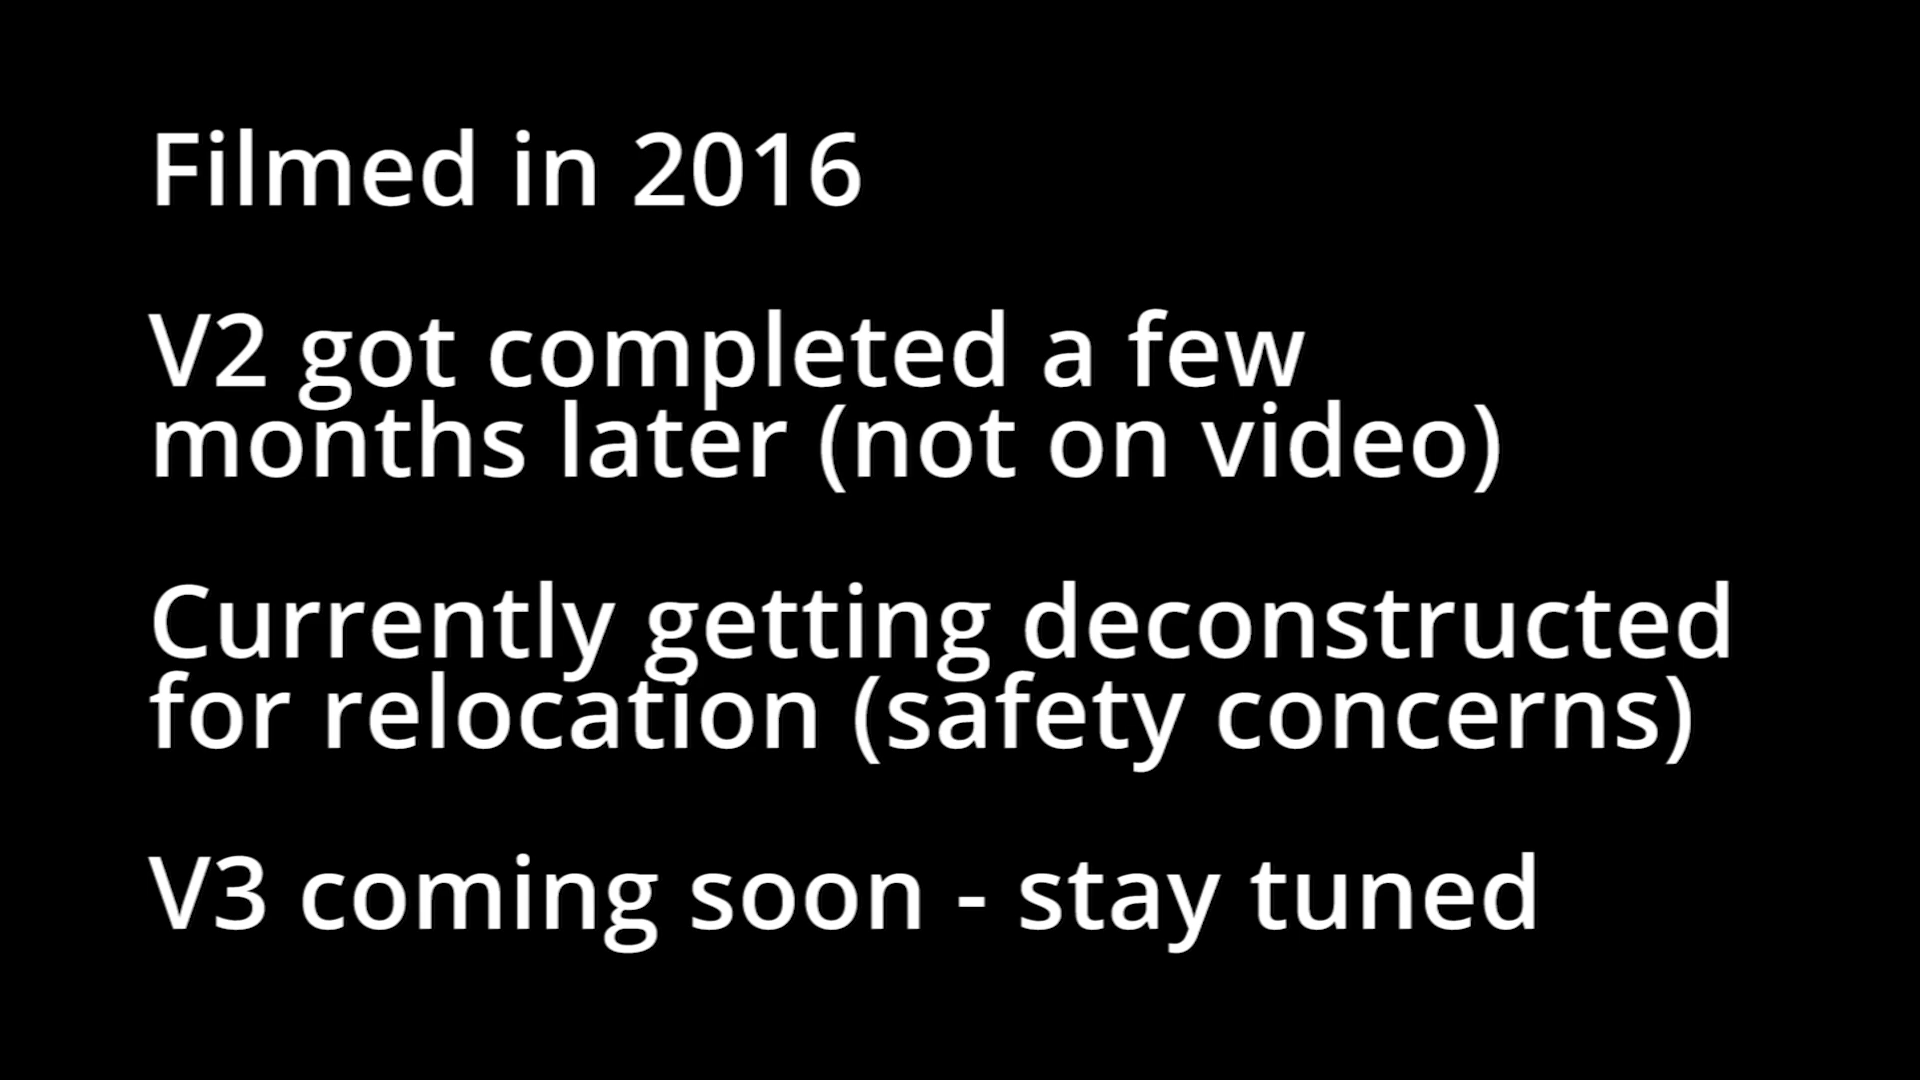 Filmed in 2016
V2 got completed a few
months later (not on video)
Currently getting deconstructed
for relocation (safety concerns)
V3 coming soon - stay tuned